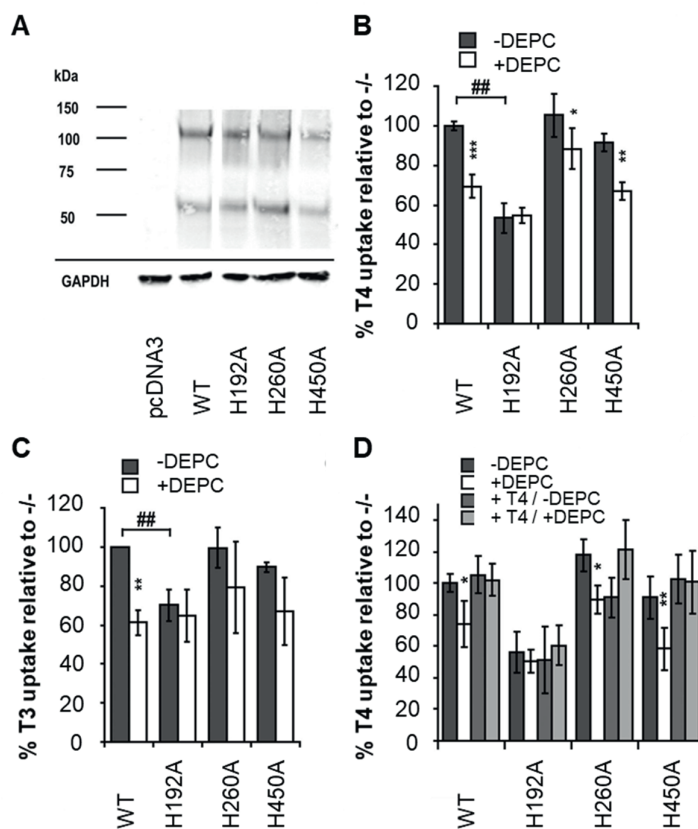 A
kDa
150
100
75
50
GAPDH
pcDNA3
WT
H192A
H260A
H450A
B
-DEPC
+DEPC
% T4 uptake relative to -/-
120
100
80
60
40
20
0
##
***
*
**
WT
H192A
H260A
H450A
C
-DEPC
+DEPC
% T3 uptake relative to -/-
120
100
80
60
40
20
0
##
**
WT
H192A
H260A
H450A
D
-DEPC
+DEPC
+ T4 / -DEPC
+ T4 / +DEPC
% T4 uptake relative to -/-
140
120
100
80
60
40
20
0
*
*
**
WT
H192A
H260A
H450A